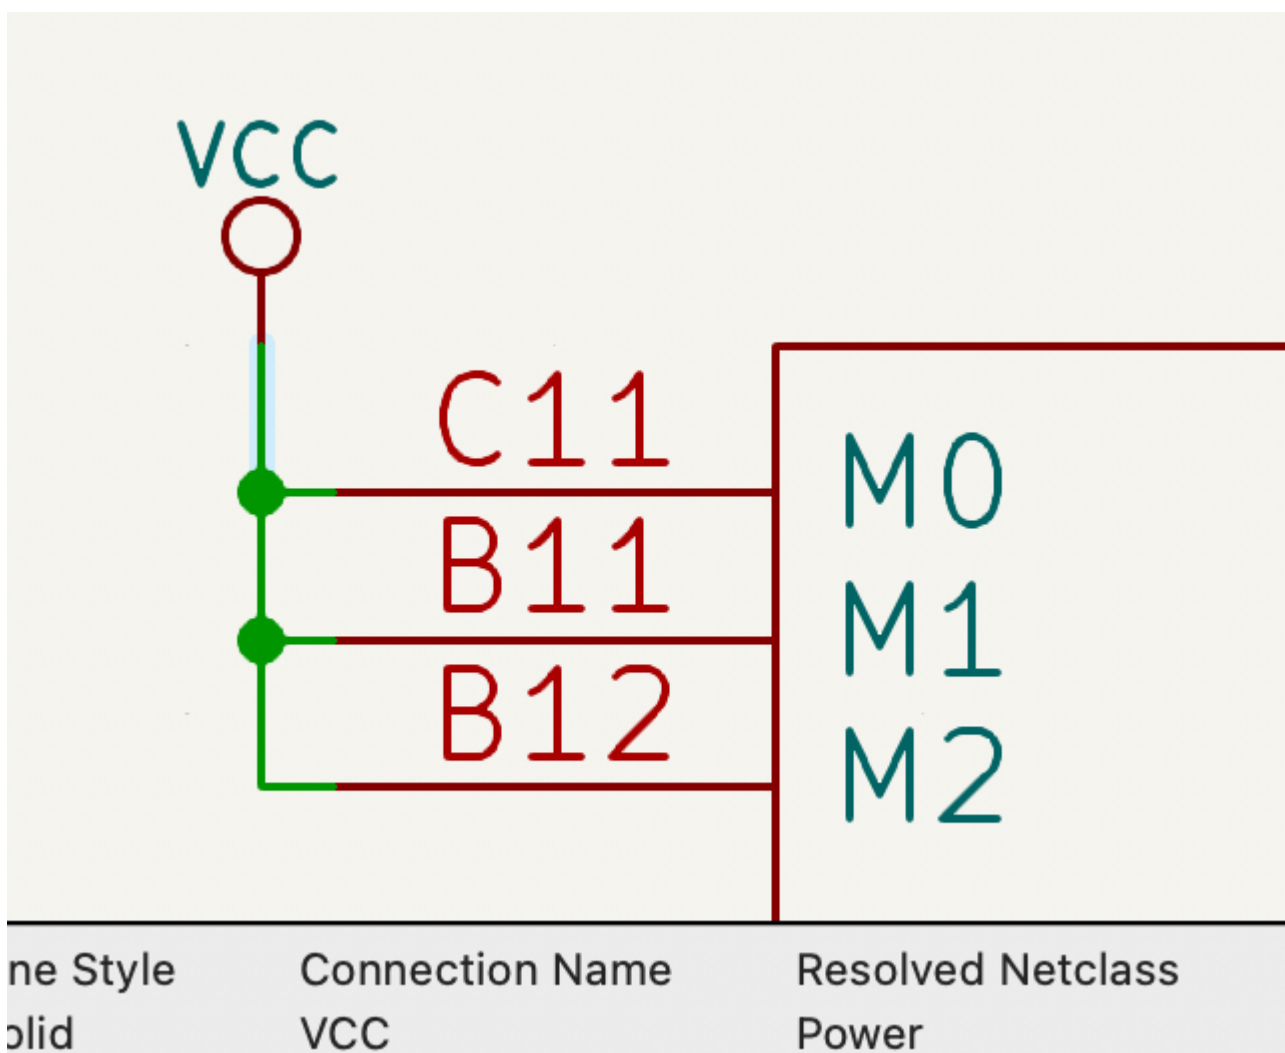 VCC
C11
M0
B11
M1
B12
M2
ne Style Connection Name Resolved Netclass
olid VCC Power